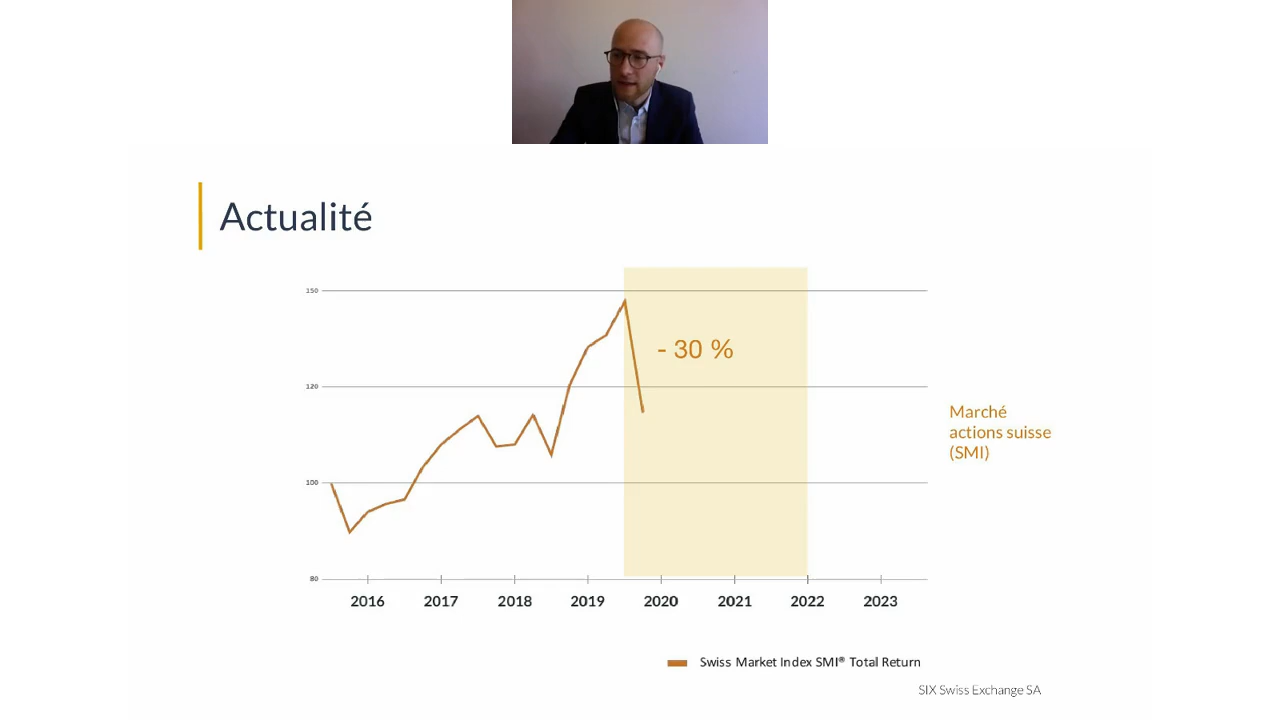 Actualité
150
- 30 %
120
Marché
actions suisse
(SMI)
100
80
2016 2017 2018 2019 2020 2021 2022 2023
Swiss Market Index SMI® Total Return
SIX Swiss Exchange SA